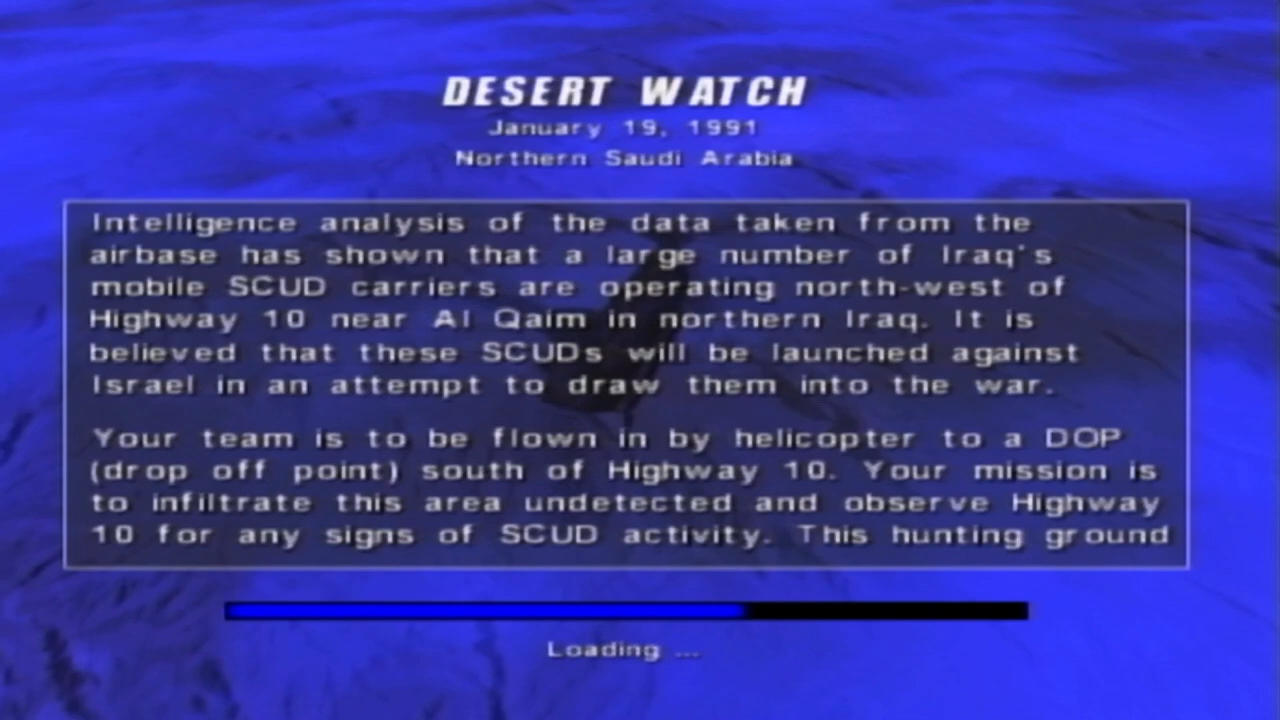 DESERT WATCH
January 19, 1991
Northern Saudi Arabia
Intelligence analysis of the data taken from the
airbase has shown that a large number of Iraq's
mobile SCUD carriers are operating north-west of
Highway 10 near Al Qaim in northern Iraq. It is
believed that these SCUDs will be launched against
Israel in an attempt to draw them into the war.
Your team is to be flown in by helicopter to a DOP
(drop off point) south of Highway 10. Your mission is
to infiltrate this area undetected and observe Highway
10 for any signs of SCUD activity. This hunting ground
Loading ...